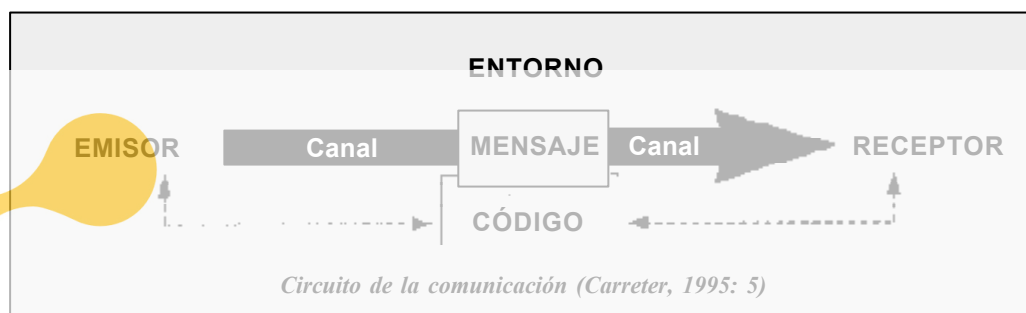 ENTORNO
EMISOR Canal MENSAJE Canal RECEPTOR
CÓDIGO
Circuito de la comunicación (Carreter, 1995: 5)